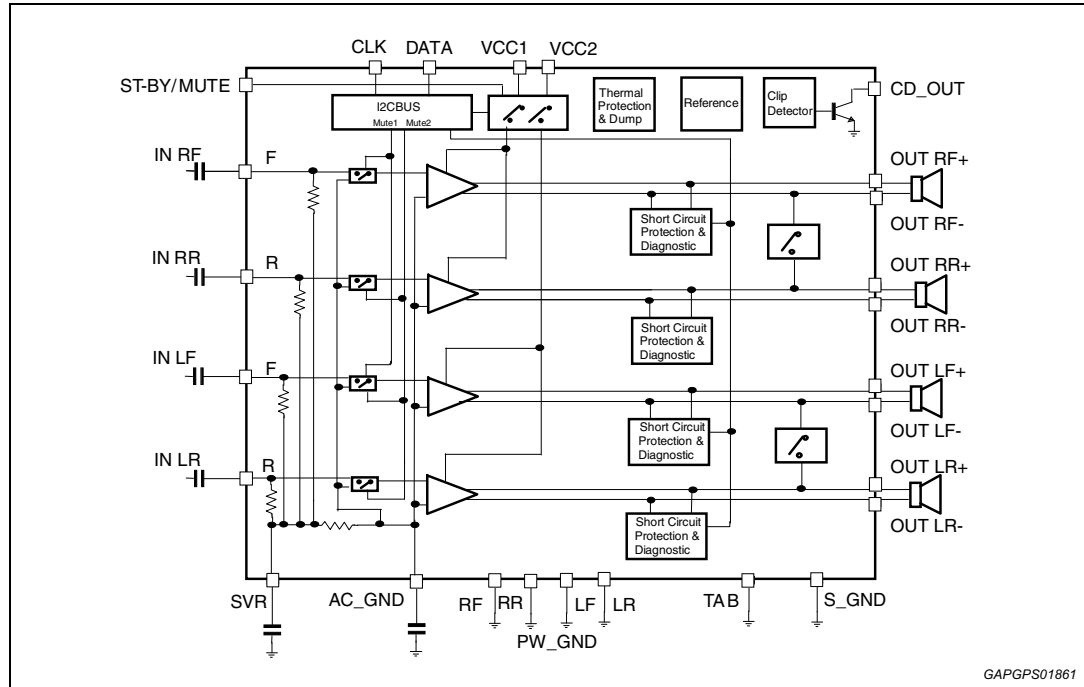 CLK
DATA
VCC1
VCC2
ST-BY/MUTE
I2CBUS
Mute1 Mute2
Thermal
Protection
& Dump
Reference
Clip
Detector
CD_OUT
IN RF
F
OUT RF+
Short Circuit
Protection &
Diagnostic
OUT RF-
IN RR
R
OUT RR+
Short Circuit
Protection &
Diagnostic
OUT RR-
IN LF
F
OUT LF+
Short Circuit
Protection &
Diagnostic
OUT LF-
IN LR
R
OUT LR+
Short Circuit
Protection &
Diagnostic
OUT LR-
SVR
AC_GND
RF
RR
LF
LR
PW_GND
TAB
S_GND
GAPGPS01861